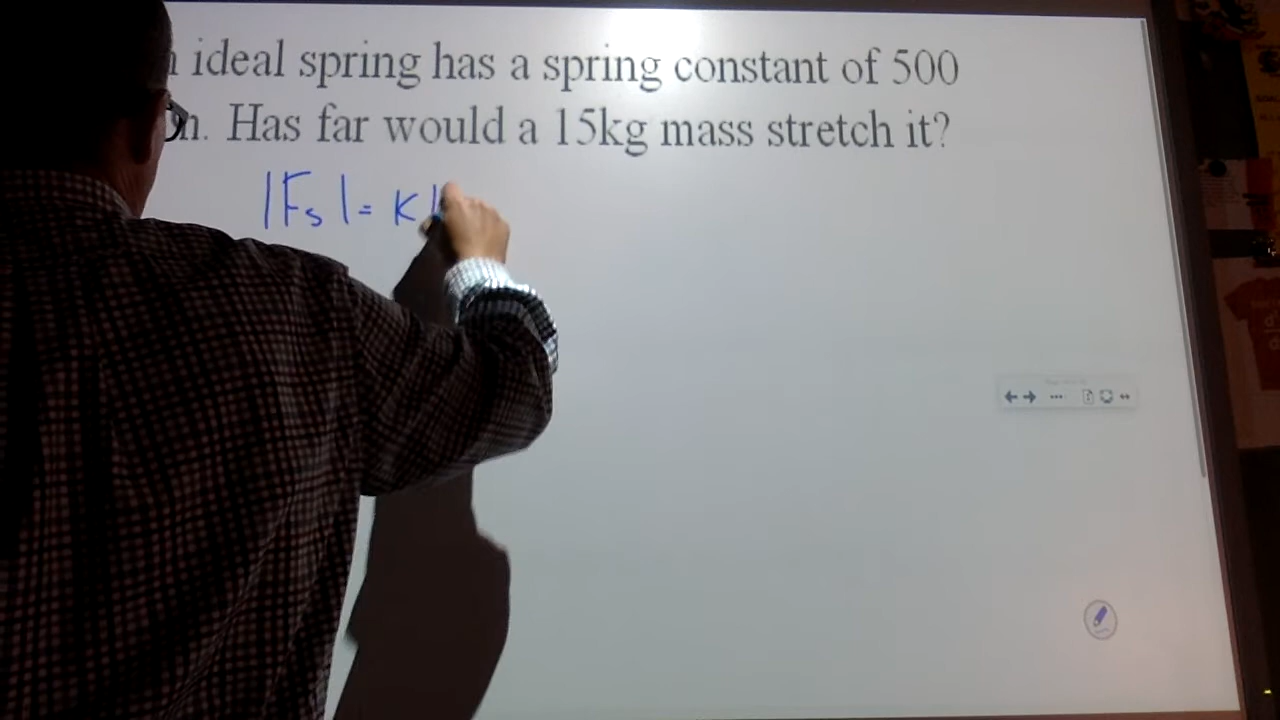 ideal spring has a spring constant of 500
Has far would a 15kg mass stretch it?
|Fs| = K